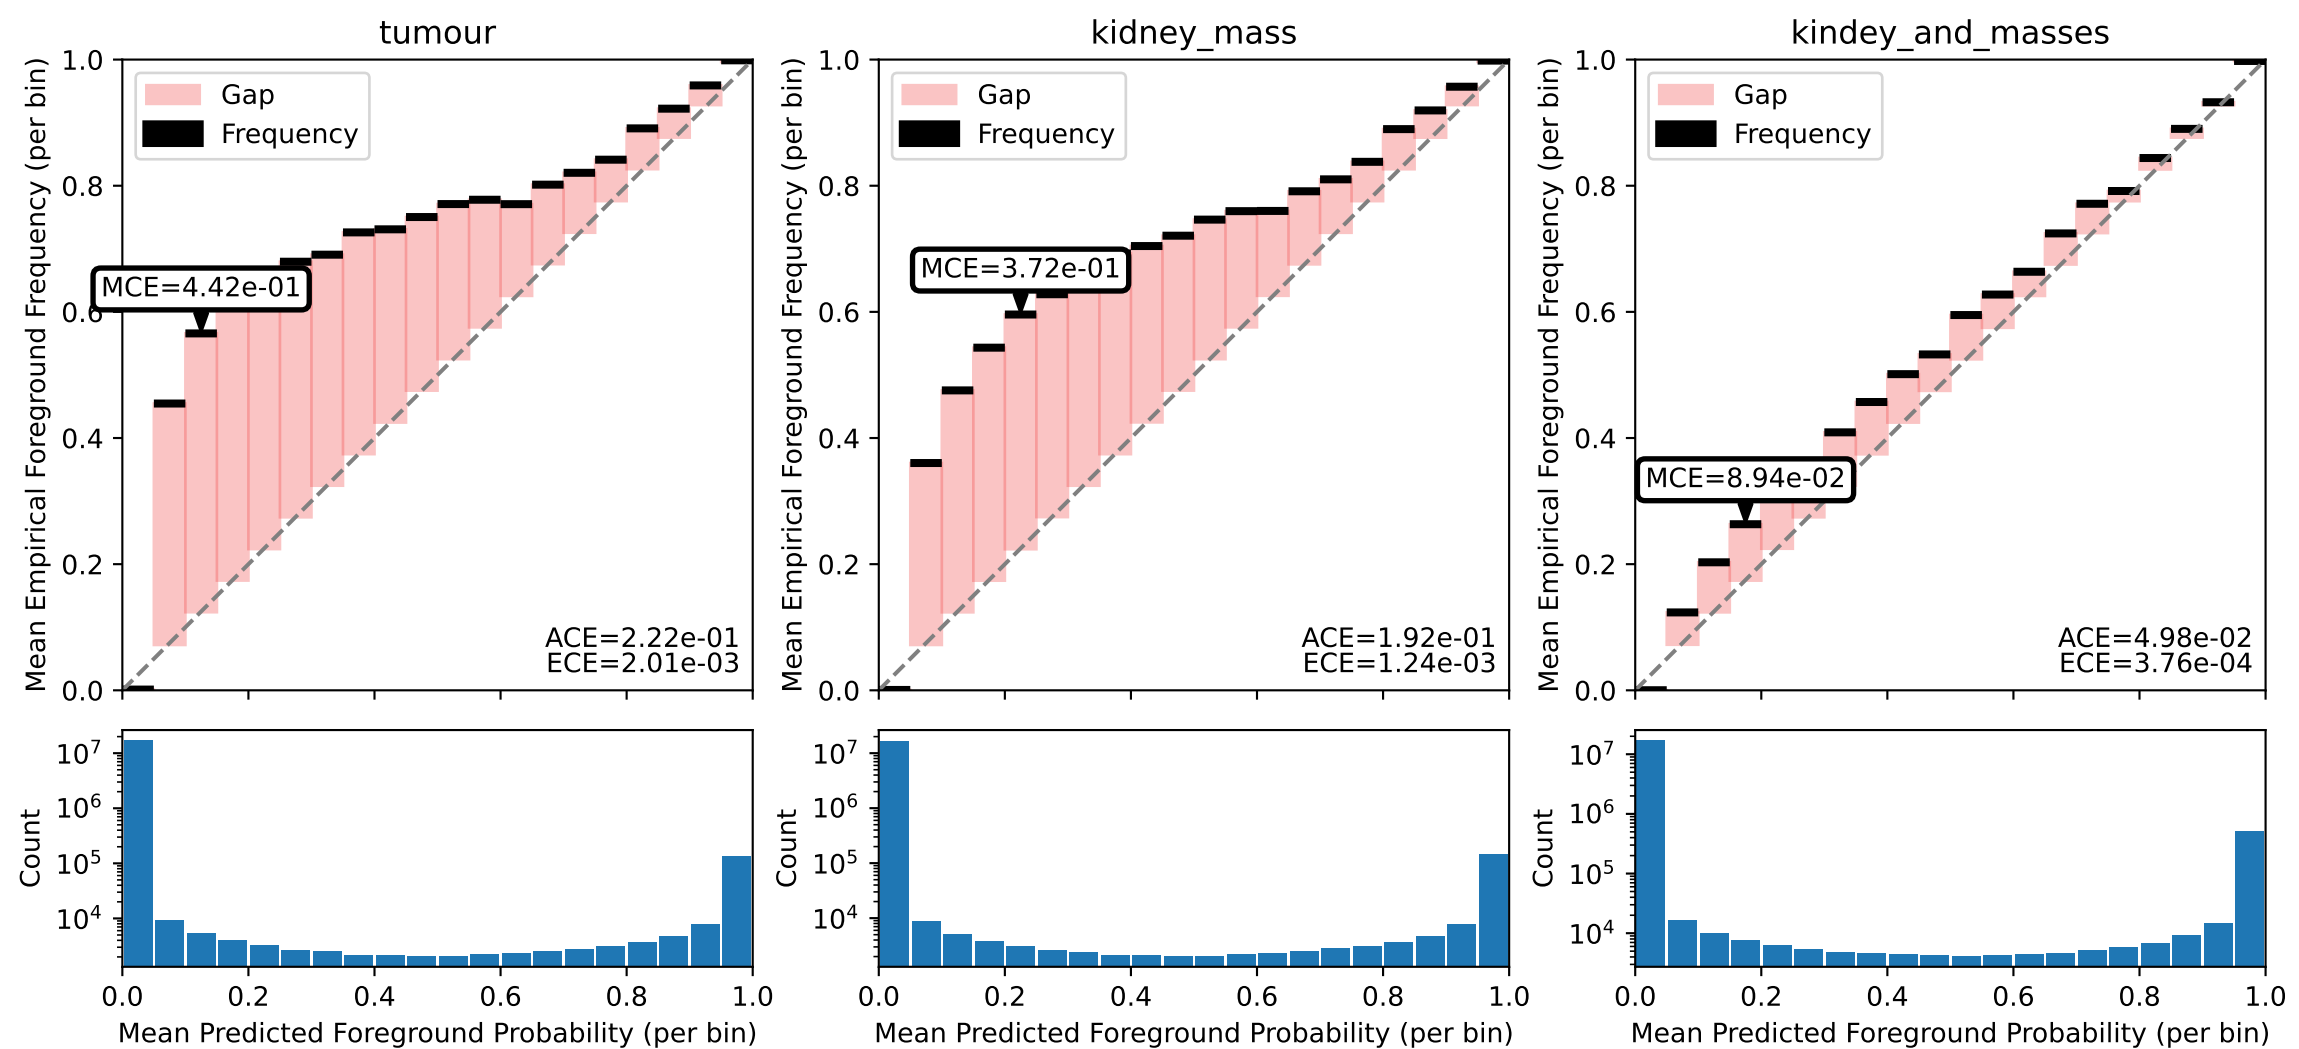 tumour
Mean Empirical Foreground Frequency (per bin)
1.0
0.8
0.6
0.4
0.2
0.0
Gap
Frequency
MCE=4.42e-01
ACE=2.22e-01
ECE=2.01e-03
Count
10⁷
10⁶
10⁵
10⁴
0.0 0.2 0.4 0.6 0.8 1.0
Mean Predicted Foreground Probability (per bin)
kidney_mass
Mean Empirical Foreground Frequency (per bin)
1.0
0.8
0.6
0.4
0.2
0.0
Gap
Frequency
MCE=3.72e-01
ACE=1.92e-01
ECE=1.24e-03
Count
10⁷
10⁶
10⁵
10⁴
0.0 0.2 0.4 0.6 0.8 1.0
Mean Predicted Foreground Probability (per bin)
kindey_and_masses
Mean Empirical Foreground Frequency (per bin)
1.0
0.8
0.6
0.4
0.2
0.0
Gap
Frequency
MCE=8.94e-02
ACE=4.98e-02
ECE=3.76e-04
Count
10⁷
10⁶
10⁵
10⁴
0.0 0.2 0.4 0.6 0.8 1.0
Mean Predicted Foreground Probability (per bin)